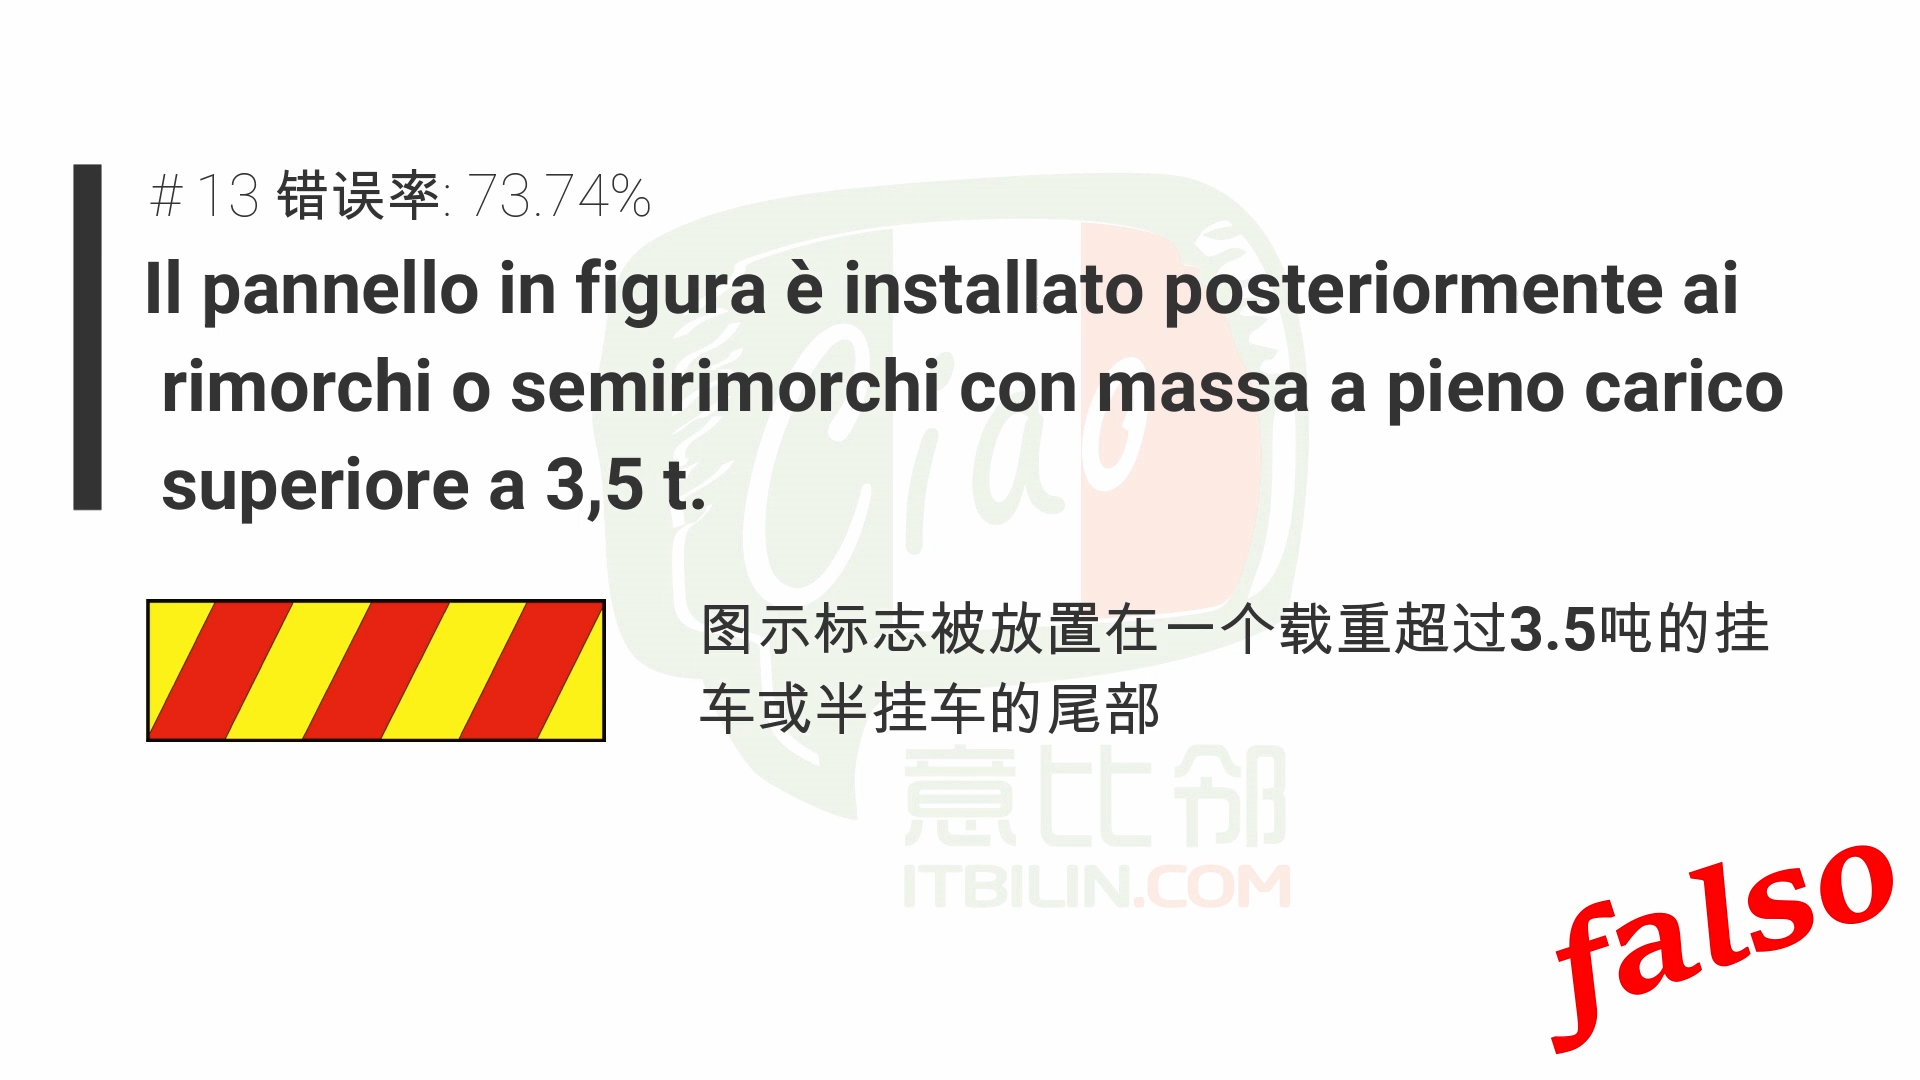 # 13 错误率: 73.74%
Il pannello in figura è installato posteriormente ai
rimorchi o semirimorchi con massa a pieno carico
superiore a 3,5 t.
图示标志被放置在一个载重超过3.5吨的挂
车或半挂车的尾部
Ciao
意比邻
ITBILIN.COM
falso